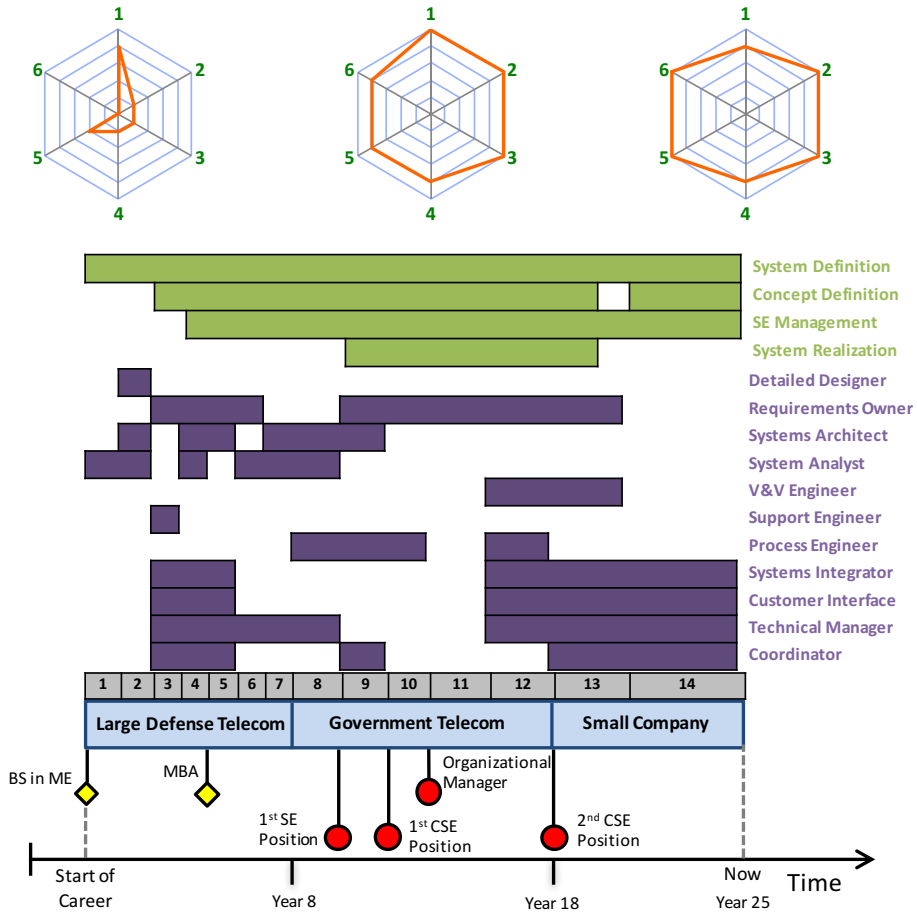 1
6 2
5 3
4
1
6 2
5 3
4
1
6 2
5 3
4
System Definition
Concept Definition
SE Management
System Realization
Detailed Designer
Requirements Owner
Systems Architect
System Analyst
V&V Engineer
Support Engineer
Process Engineer
Systems Integrator
Customer Interface
Technical Manager
Coordinator
1 2 3 4 5 6 7 8 9 10 11 12 13 14
Large Defense Telecom Government Telecom Small Company
BS in ME
MBA
Organizational
Manager
1st SE
Position
1st CSE
Position
2nd CSE
Position
Start of
Career
Year 8
Year 18
Now
Year 25
Time